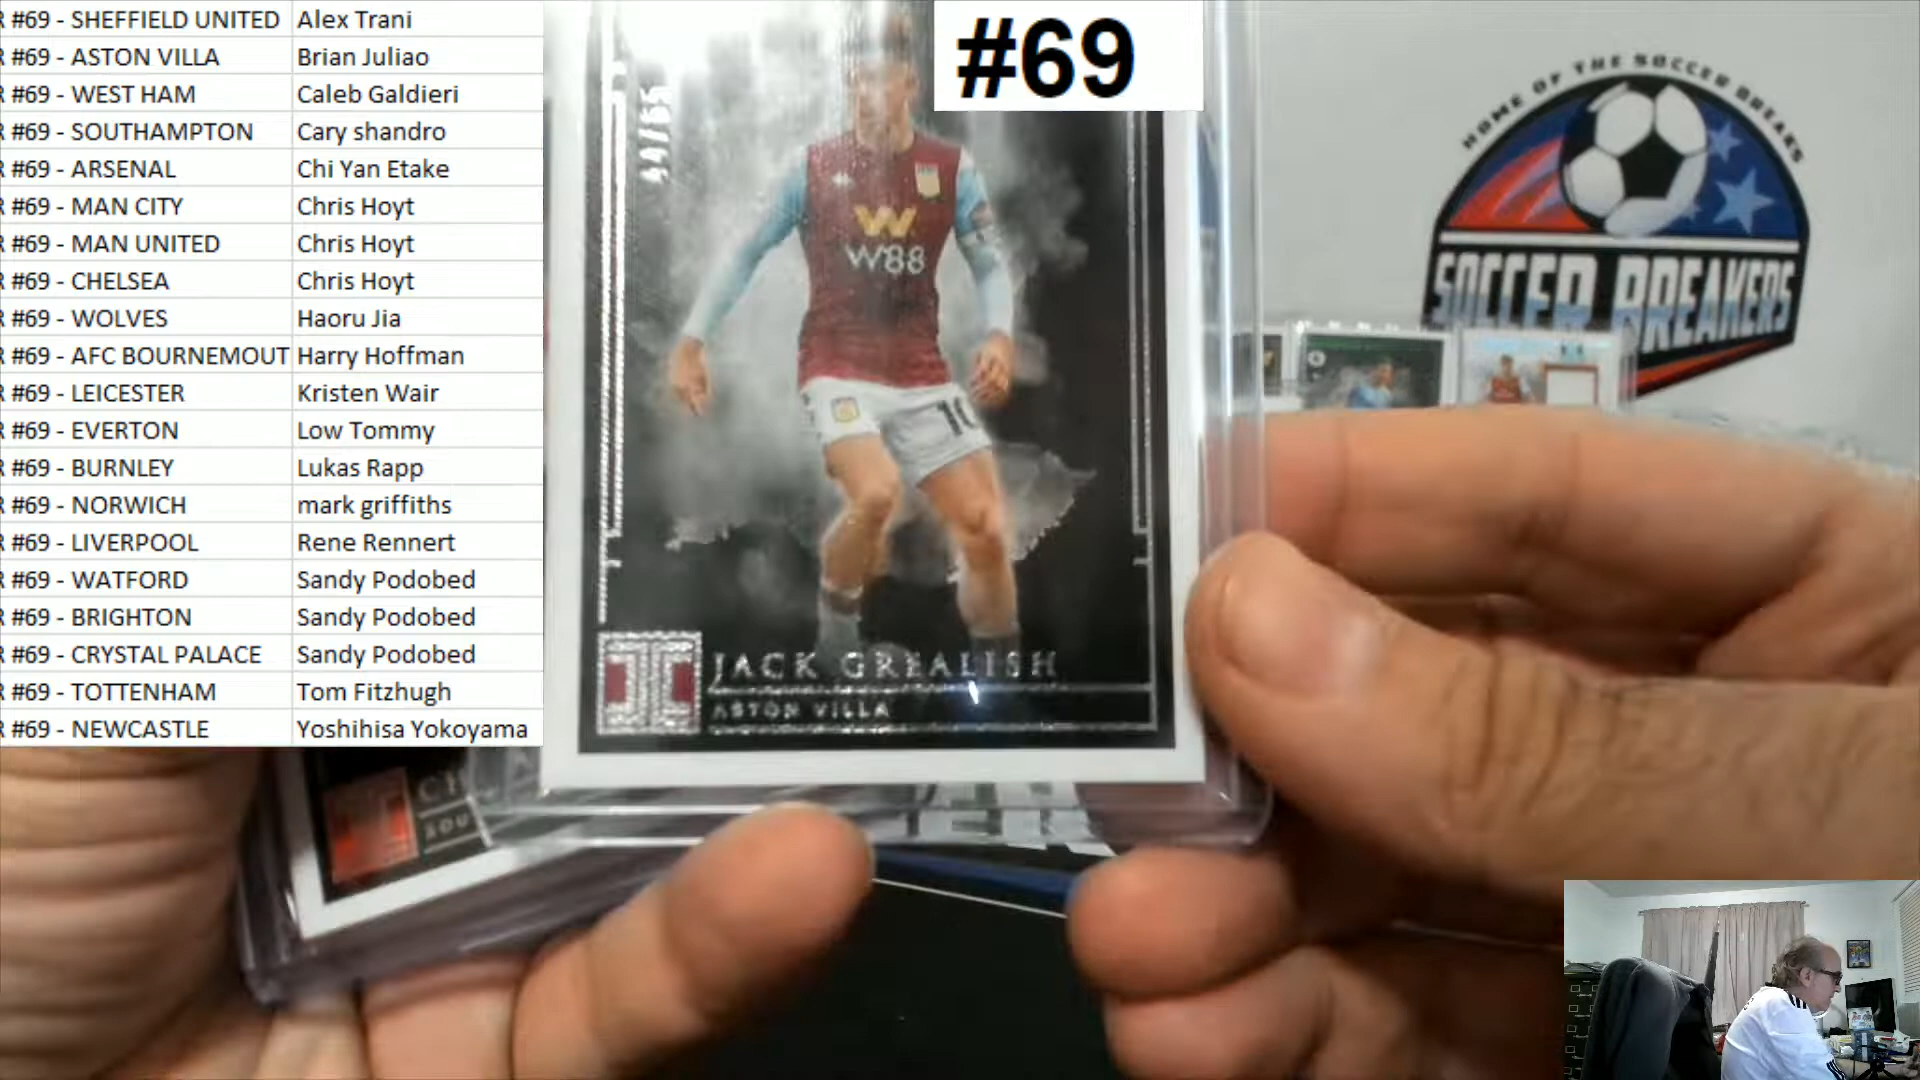 R #69 - SHEFFIELD UNITED Alex Trani
R #69 - ASTON VILLA Brian Juliao
R #69 - WEST HAM Caleb Galdieri
R #69 - SOUTHAMPTON Cary shandro
R #69 - ARSENAL Chi Yan Etake
R #69 - MAN CITY Chris Hoyt
R #69 - MAN UNITED Chris Hoyt
R #69 - CHELSEA Chris Hoyt
R #69 - WOLVES Haoru Jia
R #69 - AFC BOURNEMOUT Harry Hoffman
R #69 - LEICESTER Kristen Wair
R #69 - EVERTON Low Tommy
R #69 - BURNLEY Lukas Rapp
R #69 - NORWICH mark griffiths
R #69 - LIVERPOOL Rene Rennert
R #69 - WATFORD Sandy Podobed
R #69 - BRIGHTON Sandy Podobed
R #69 - CRYSTAL PALACE Sandy Podobed
R #69 - TOTTENHAM Tom Fitzhugh
R #69 - NEWCASTLE Yoshihisa Yokoyama
#69
W
W88
10
JACK GREALISH
ASTON VILLA
HOME OF THE SOCCER BREAKS
SOCCER BREAKERS
SOU